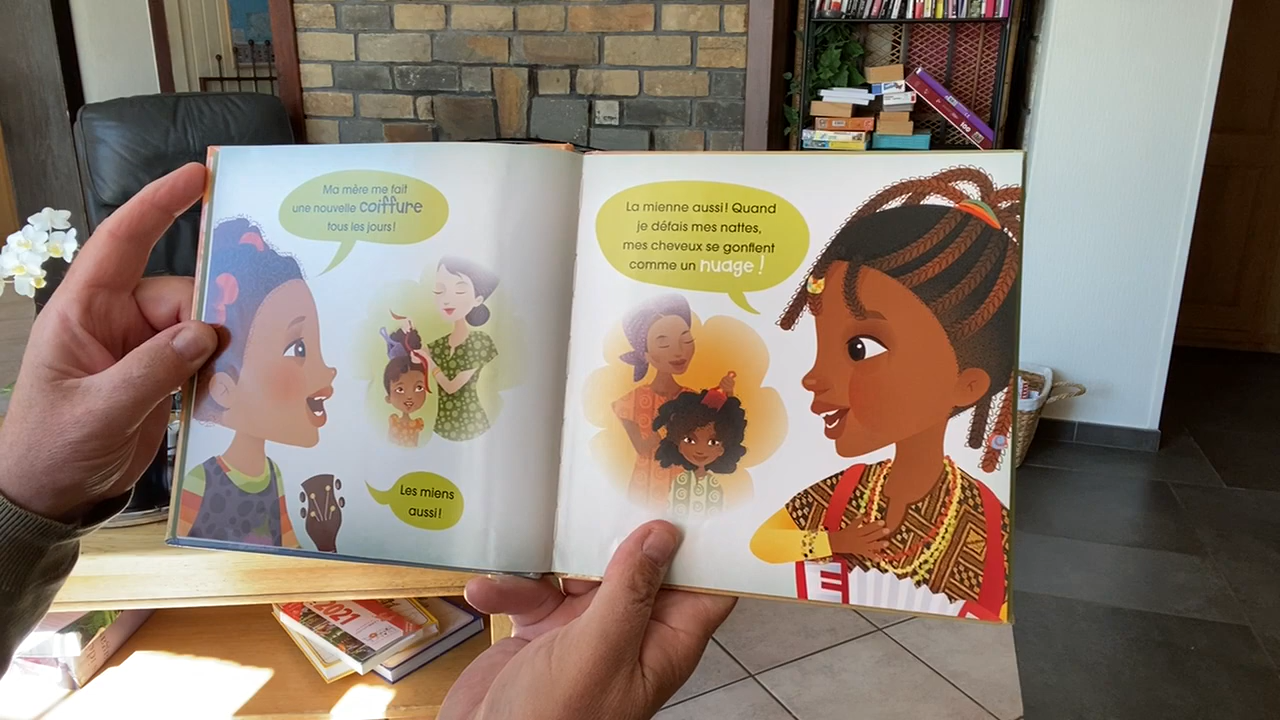 Ma mère me fait
une nouvelle coiffure
tous les jours!
Les miens
aussi!
La mienne aussi! Quand
je défais mes nattes,
mes cheveux se gonflent
comme un nuage!
2021